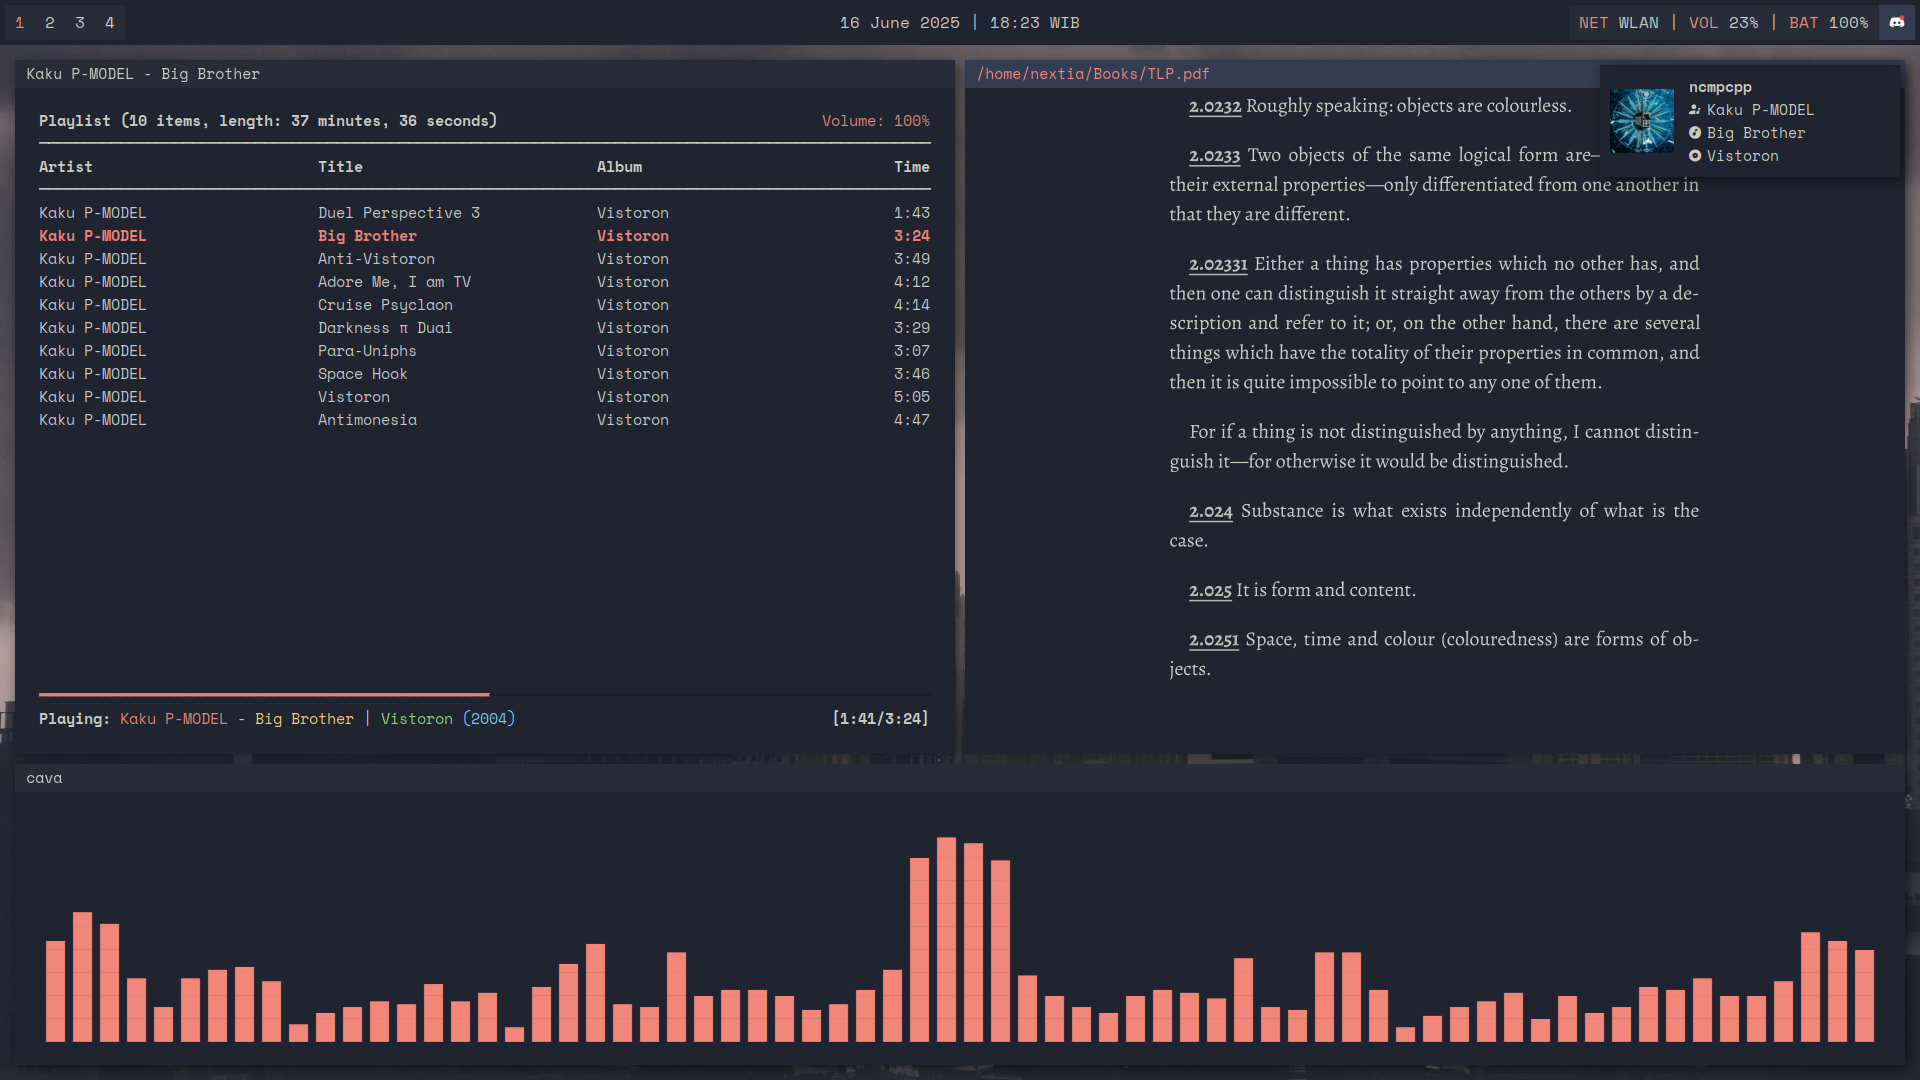 1 2 3 4
16 June 2025 | 18:23 WIB
NET WLAN | VOL 23% | BAT 100%
Kaku P-MODEL - Big Brother
Playlist (10 items, length: 37 minutes, 36 seconds) Volume: 100%
Artist Title Album Time
Kaku P-MODEL Duel Perspective 3 Vistoron 1:43
Kaku P-MODEL Big Brother Vistoron 3:24
Kaku P-MODEL Anti-Vistoron Vistoron 3:49
Kaku P-MODEL Adore Me, I am TV Vistoron 4:12
Kaku P-MODEL Cruise Psyclaon Vistoron 4:14
Kaku P-MODEL Darkness π Duai Vistoron 3:29
Kaku P-MODEL Para-Uniphs Vistoron 3:07
Kaku P-MODEL Space Hook Vistoron 3:46
Kaku P-MODEL Vistoron Vistoron 5:05
Kaku P-MODEL Antimonesia Vistoron 4:47
Playing: Kaku P-MODEL - Big Brother | Vistoron (2004) [1:41/3:24]
/home/nextia/Books/TLP.pdf
2.0232 Roughly speaking: objects are colourless.
2.0233 Two objects of the same logical form are—
their external properties—only differentiated from one another in
that they are different.
2.02331 Either a thing has properties which no other has, and
then one can distinguish it straight away from the others by a de-
scription and refer to it; or, on the other hand, there are several
things which have the totality of their properties in common, and
then it is quite impossible to point to any one of them.
For if a thing is not distinguished by anything, I cannot distin-
guish it—for otherwise it would be distinguished.
2.024 Substance is what exists independently of what is the
case.
2.025 It is form and content.
2.0251 Space, time and colour (colouredness) are forms of ob-
jects.
ncmpcpp
Kaku P-MODEL
Big Brother
Vistoron
cava